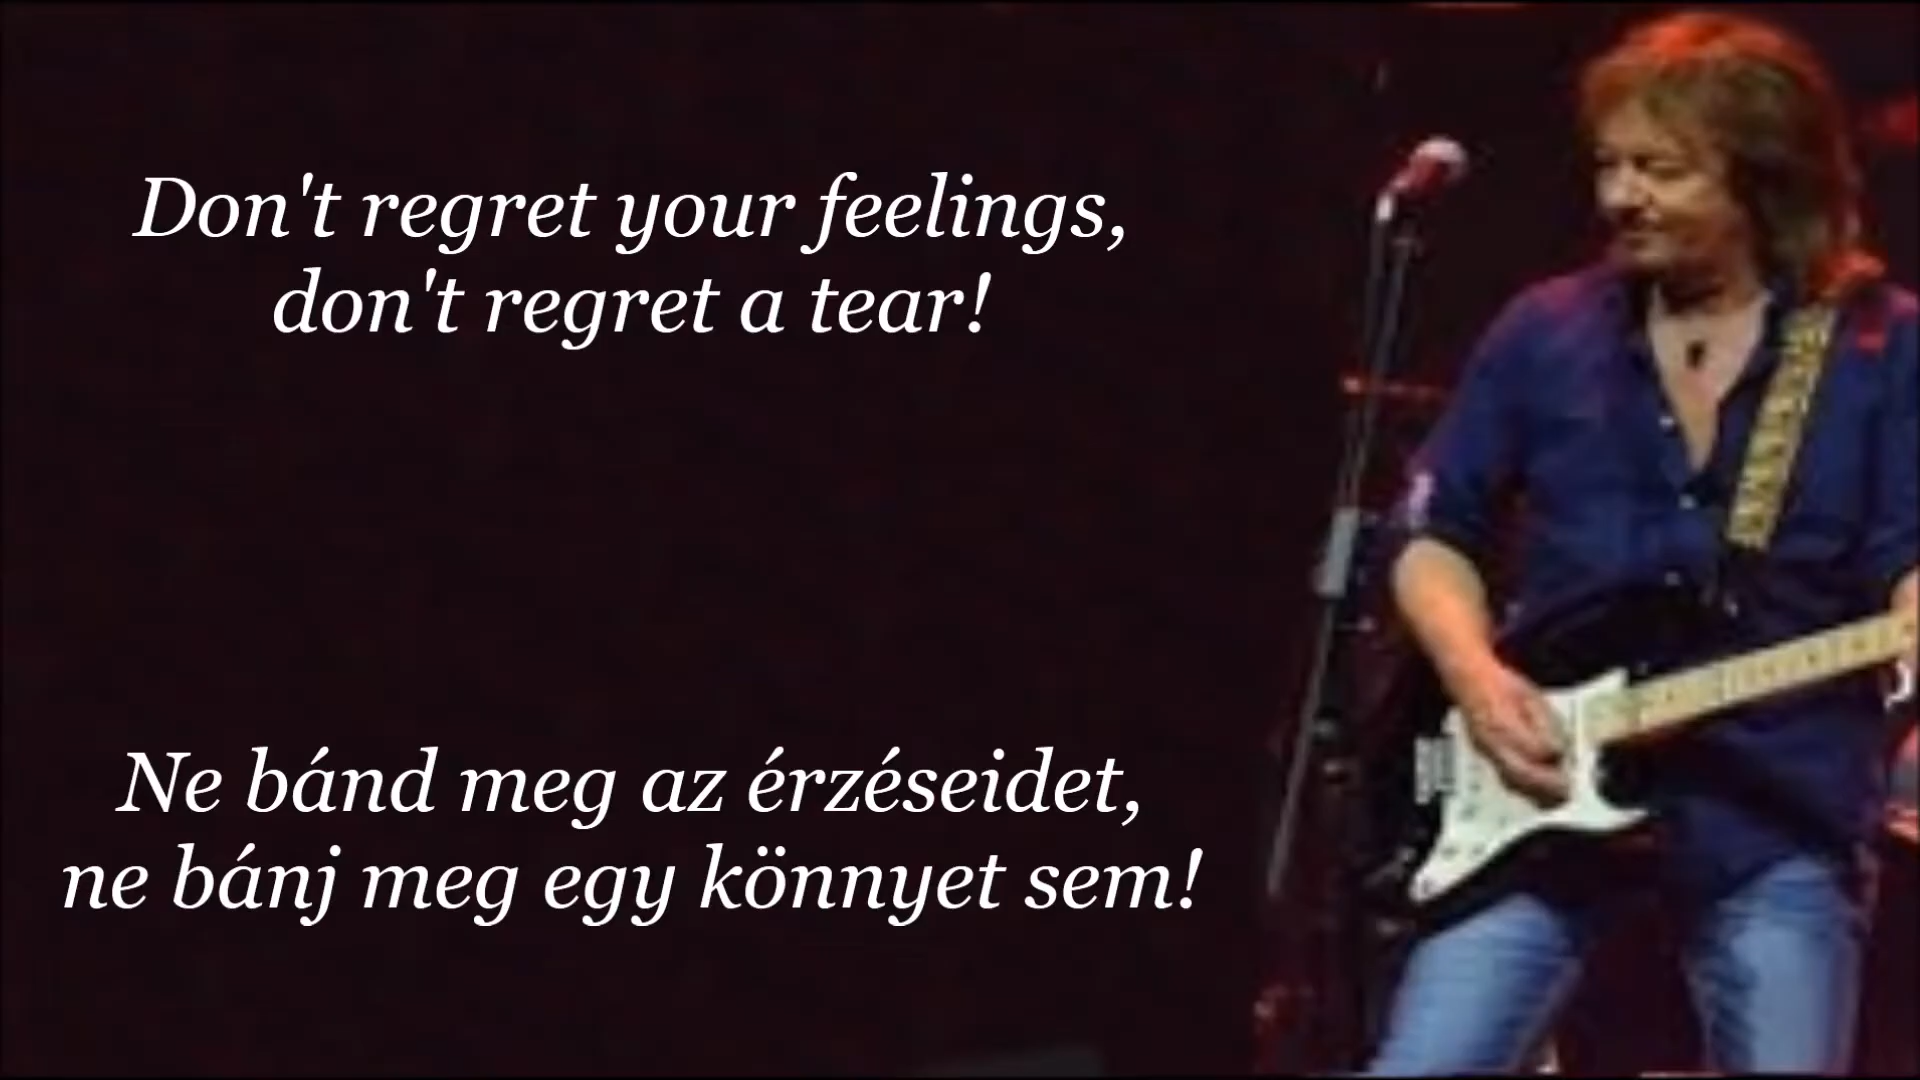 Don't regret your feelings,
don't regret a tear!
Ne bánd meg az érzéseidet,
ne bánj meg egy könnyet sem!